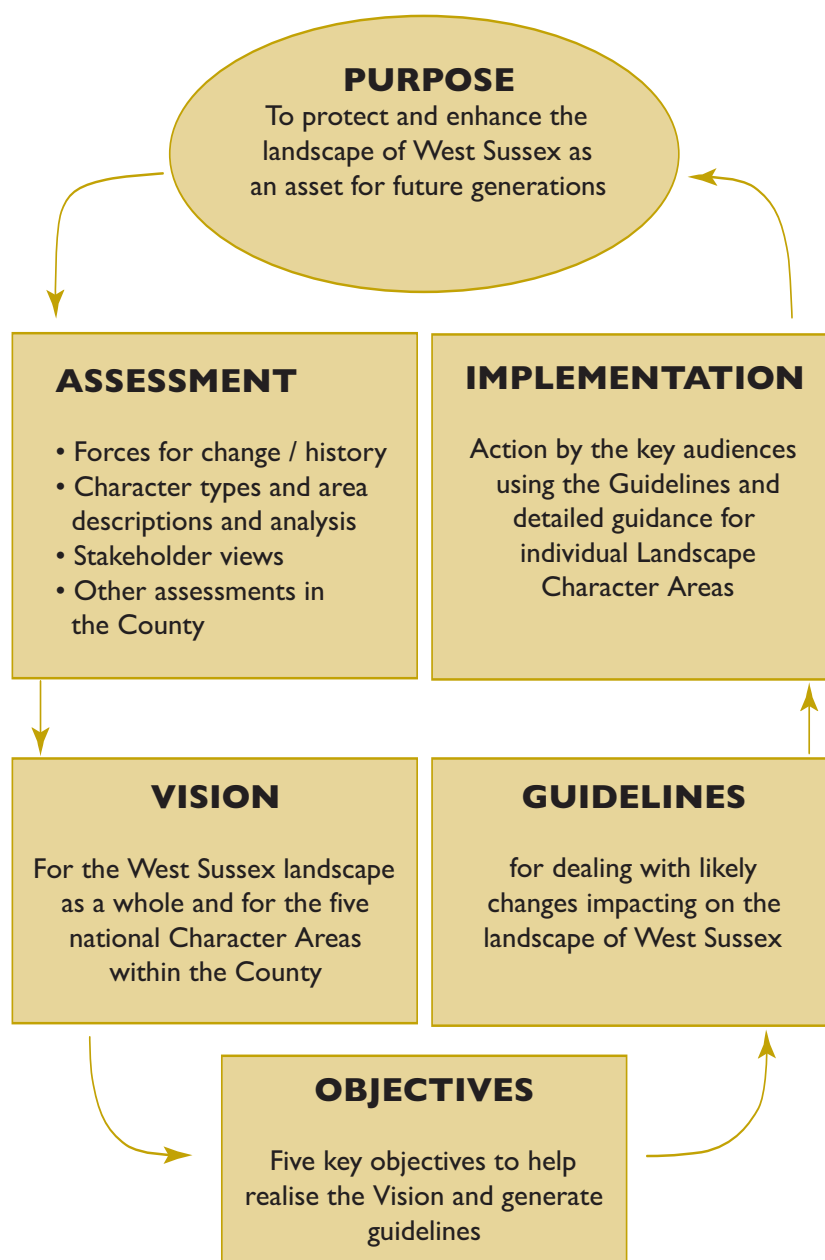 PURPOSE
To protect and enhance the
landscape of West Sussex as
an asset for future generations
ASSESSMENT
• Forces for change / history
• Character types and area
descriptions and analysis
• Stakeholder views
• Other assessments in
the County
VISION
For the West Sussex landscape
as a whole and for the five
national Character Areas
within the County
OBJECTIVES
Five key objectives to help
realise the Vision and generate
guidelines
GUIDELINES
for dealing with likely
changes impacting on the
landscape of West Sussex
IMPLEMENTATION
Action by the key audiences
using the Guidelines and
detailed guidance for
individual Landscape
Character Areas